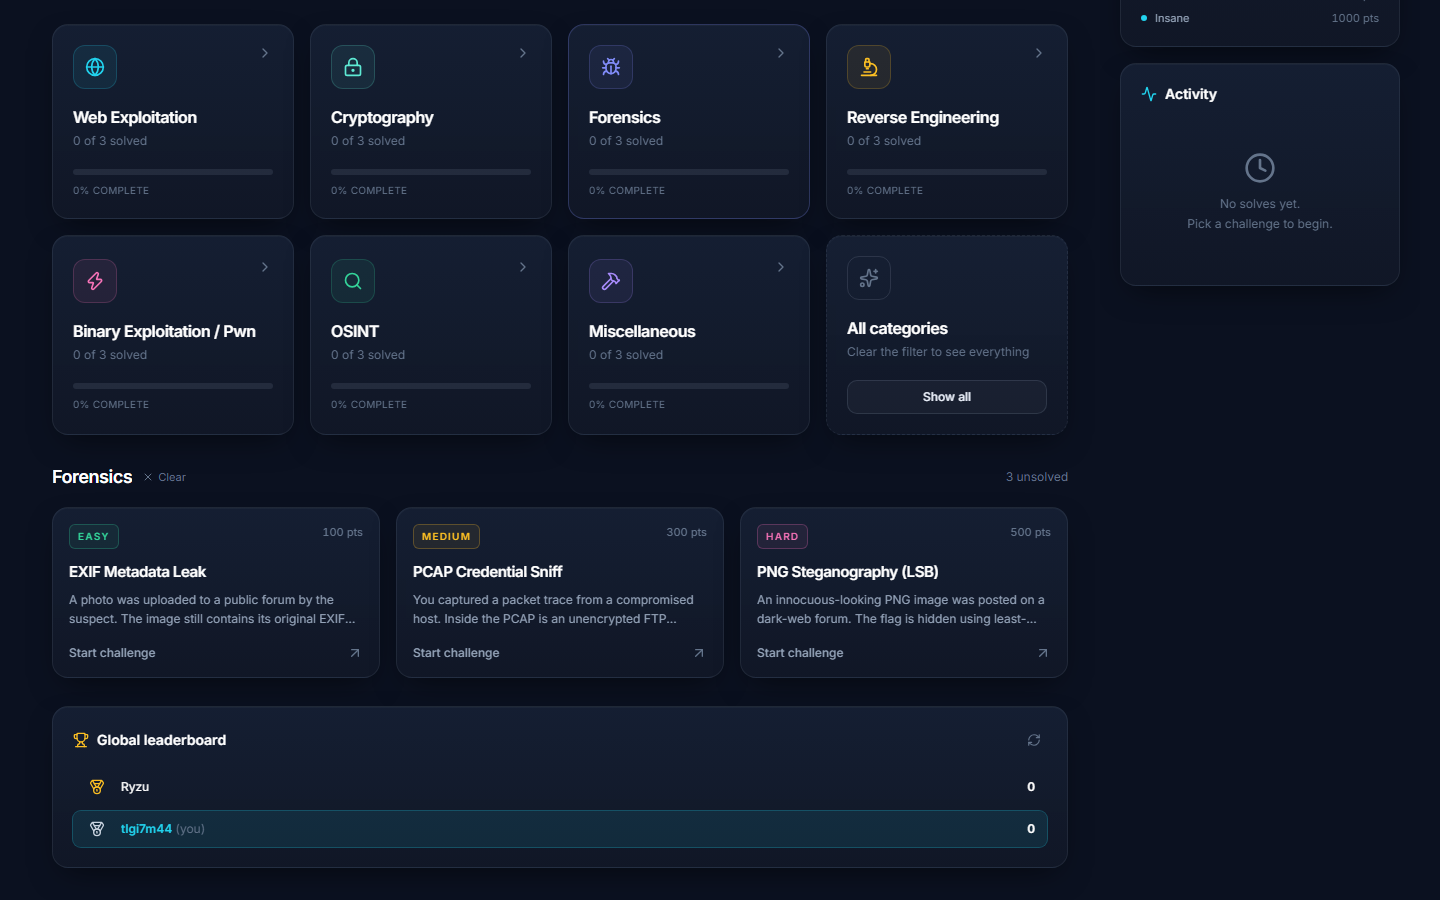 Insane
1000 pts
Web Exploitation
0 of 3 solved
0% COMPLETE
Cryptography
0 of 3 solved
0% COMPLETE
Forensics
0 of 3 solved
0% COMPLETE
Reverse Engineering
0 of 3 solved
0% COMPLETE
Activity
No solves yet.
Pick a challenge to begin.
Binary Exploitation / Pwn
0 of 3 solved
0% COMPLETE
OSINT
0 of 3 solved
0% COMPLETE
Miscellaneous
0 of 3 solved
0% COMPLETE
All categories
Clear the filter to see everything
Show all
Forensics
Clear
3 unsolved
EASY
100 pts
EXIF Metadata Leak
A photo was uploaded to a public forum by the
suspect. The image still contains its original EXIF...
Start challenge
MEDIUM
300 pts
PCAP Credential Sniff
You captured a packet trace from a compromised
host. Inside the PCAP is an unencrypted FTP...
Start challenge
HARD
500 pts
PNG Steganography (LSB)
An innocuous-looking PNG image was posted on a
dark-web forum. The flag is hidden using least-...
Start challenge
Global leaderboard
Ryzu
0
tlgi7m44 (you)
0